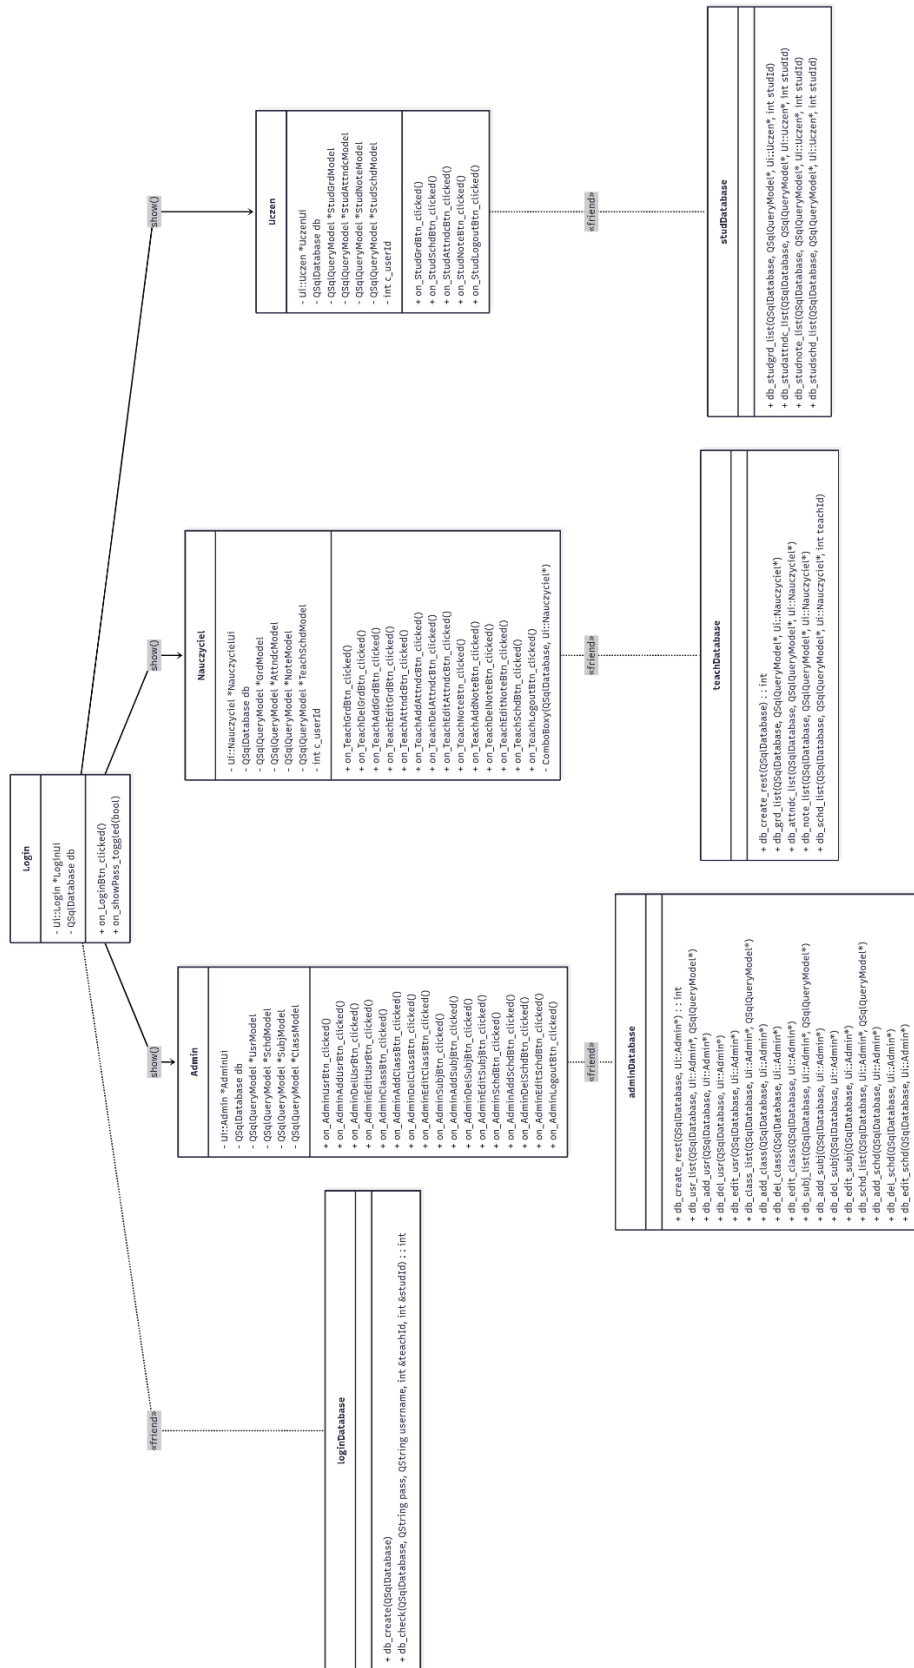 Login
- Ui::Login *LoginUi
- QSqlDatabase db
+ on_LoginBtn_clicked()
+ on_showPass_toggled(bool)
«friend»
show()
show()
show()
loginDatabase
+ db_create(QSqlDatabase)
+ db_check(QSqlDatabase, QString pass, QString username, int &teachId, int &studId) : : int
Admin
- Ui::Admin *AdminUi
- QSqlDatabase db
- QSqlQueryModel *UsrModel
- QSqlQueryModel *SchdModel
- QSqlQueryModel *SubjModel
- QSqlQueryModel *ClassModel
+ on_AdminUsrBtn_clicked()
+ on_AdminAddUsrBtn_clicked()
+ on_AdminDelUsrBtn_clicked()
+ on_AdminEditUsrBtn_clicked()
+ on_AdminClassBtn_clicked()
+ on_AdminAddClassBtn_clicked()
+ on_AdminDelClassBtn_clicked()
+ on_AdminEditClassBtn_clicked()
+ on_AdminSubjBtn_clicked()
+ on_AdminAddSubjBtn_clicked()
+ on_AdminDelSubjBtn_clicked()
+ on_AdminEditSubjBtn_clicked()
+ on_AdminSchdBtn_clicked()
+ on_AdminAddSchdBtn_clicked()
+ on_AdminDelSchdBtn_clicked()
+ on_AdminEditSchdBtn_clicked()
+ on_AdminLogoutBtn_clicked()
Nauczyciel
- Ui::Nauczyciel *NauczycielUi
- QSqlDatabase db
- QSqlQueryModel *GrdModel
- QSqlQueryModel *AttndcModel
- QSqlQueryModel *NoteModel
- QSqlQueryModel *TeachSchdModel
- int c_userId
+ on_TeachGrdBtn_clicked()
+ on_TeachDelGrdBtn_clicked()
+ on_TeachAddGrdBtn_clicked()
+ on_TeachEditGrdBtn_clicked()
+ on_TeachAttndcBtn_clicked()
+ on_TeachAddAttndcBtn_clicked()
+ on_TeachDelAttndcBtn_clicked()
+ on_TeachEditAttndcBtn_clicked()
+ on_TeachNoteBtn_clicked()
+ on_TeachAddNoteBtn_clicked()
+ on_TeachDelNoteBtn_clicked()
+ on_TeachEditNoteBtn_clicked()
+ on_TeachSchdBtn_clicked()
+ on_TeachLogoutBtn_clicked()
- ComboBoxy(QSqlDatabase, Ui::Nauczyciel*)
Uczen
- Ui::Uczen *UczenUi
- QSqlDatabase db
- QSqlQueryModel *StudGrdModel
- QSqlQueryModel *StudAttndcModel
- QSqlQueryModel *StudNoteModel
- QSqlQueryModel *StudSchdModel
- int c_userId
+ on_StudGrdBtn_clicked()
+ on_StudSchdBtn_clicked()
+ on_StudAttndcBtn_clicked()
+ on_StudNoteBtn_clicked()
+ on_StudLogoutBtn_clicked()
«friend»
«friend»
«friend»
adminDatabase
+ db_create_rest(QSqlDatabase, Ui::Admin*) : : int
+ db_usr_list(QSqlDatabase, Ui::Admin*, QSqlQueryModel*)
+ db_add_usr(QSqlDatabase, Ui::Admin*)
+ db_del_usr(QSqlDatabase, Ui::Admin*)
+ db_edit_usr(QSqlDatabase, Ui::Admin*)
+ db_class_list(QSqlDatabase, Ui::Admin*, QSqlQueryModel*)
+ db_add_class(QSqlDatabase, Ui::Admin*)
+ db_del_class(QSqlDatabase, Ui::Admin*)
+ db_edit_class(QSqlDatabase, Ui::Admin*)
+ db_subj_list(QSqlDatabase, Ui::Admin*, QSqlQueryModel*)
+ db_add_subj(QSqlDatabase, Ui::Admin*)
+ db_del_subj(QSqlDatabase, Ui::Admin*)
+ db_edit_subj(QSqlDatabase, Ui::Admin*)
+ db_schd_list(QSqlDatabase, Ui::Admin*, QSqlQueryModel*)
+ db_add_schd(QSqlDatabase, Ui::Admin*)
+ db_del_schd(QSqlDatabase, Ui::Admin*)
+ db_edit_schd(QSqlDatabase, Ui::Admin*)
teachDatabase
+ db_create_rest(QSqlDatabase) : : int
+ db_grd_list(QSqlDatabase, QSqlQueryModel*, Ui::Nauczyciel*)
+ db_attndc_list(QSqlDatabase, QSqlQueryModel*, Ui::Nauczyciel*)
+ db_note_list(QSqlDatabase, QSqlQueryModel*, Ui::Nauczyciel*)
+ db_schd_list(QSqlDatabase, QSqlQueryModel*, Ui::Nauczyciel*, int teachId)
studDatabase
+ db_studgrd_list(QSqlDatabase, QSqlQueryModel*, Ui::Uczen*, int studId)
+ db_studattndc_list(QSqlDatabase, QSqlQueryModel*, Ui::Uczen*, int studId)
+ db_studnote_list(QSqlDatabase, QSqlQueryModel*, Ui::Uczen*, int studId)
+ db_studschd_list(QSqlDatabase, QSqlQueryModel*, Ui::Uczen*, int studId)